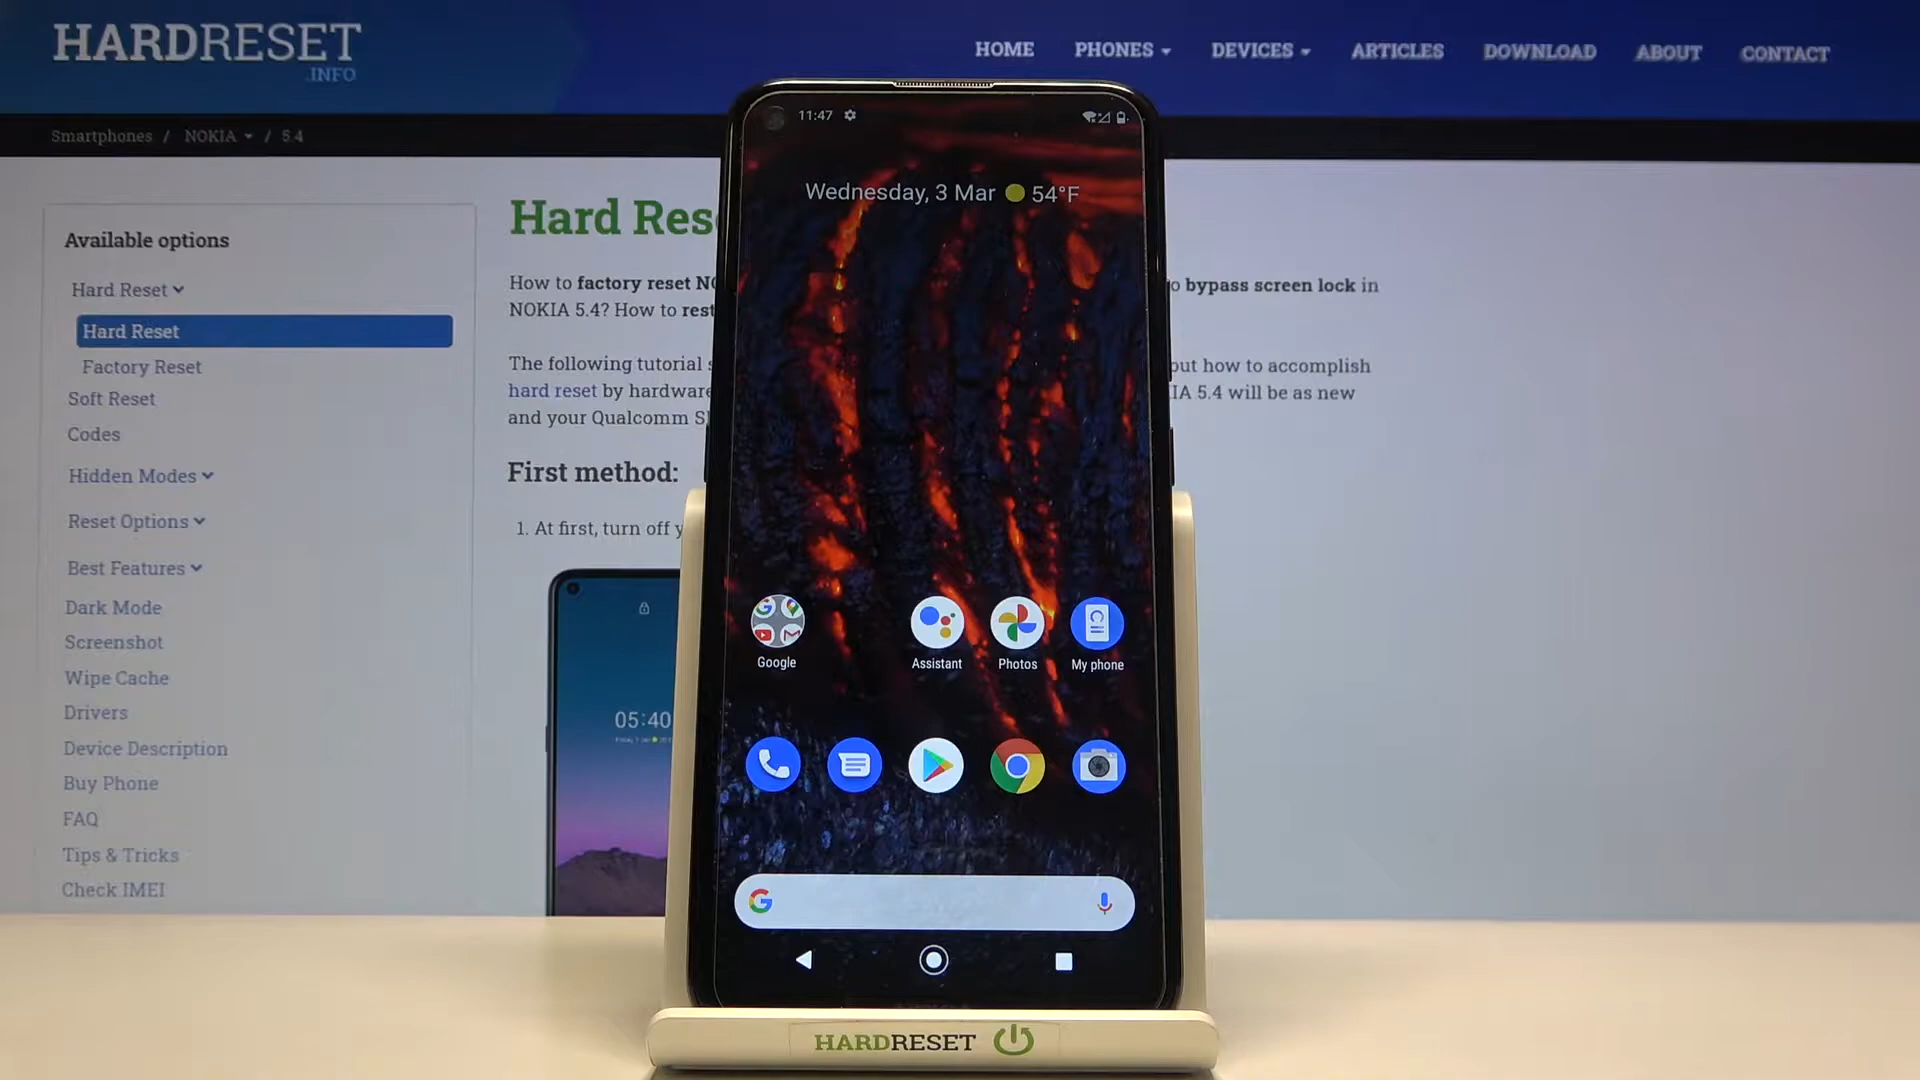 HARDRESET
.INFO
HOME PHONES DEVICES ARTICLES DOWNLOAD ABOUT CONTACT
Smartphones / NOKIA / 5.4
Available options
Hard Reset
Hard Reset
Factory Reset
Soft Reset
Codes
Hidden Modes
Reset Options
Best Features
Dark Mode
Screenshot
Wipe Cache
Drivers
Device Description
Buy Phone
FAQ
Tips & Tricks
Check IMEI
Hard Res
How to factory reset NO
bypass screen lock in
NOKIA 5.4? How to rest
The following tutorial s
out how to accomplish
hard reset by hardware
IA 5.4 will be as new
and your Qualcomm S
First method:
1. At first, turn off y
05:40
11:47
Wednesday, 3 Mar 54°F
Google
Assistant
Photos
My phone
HARDRESET